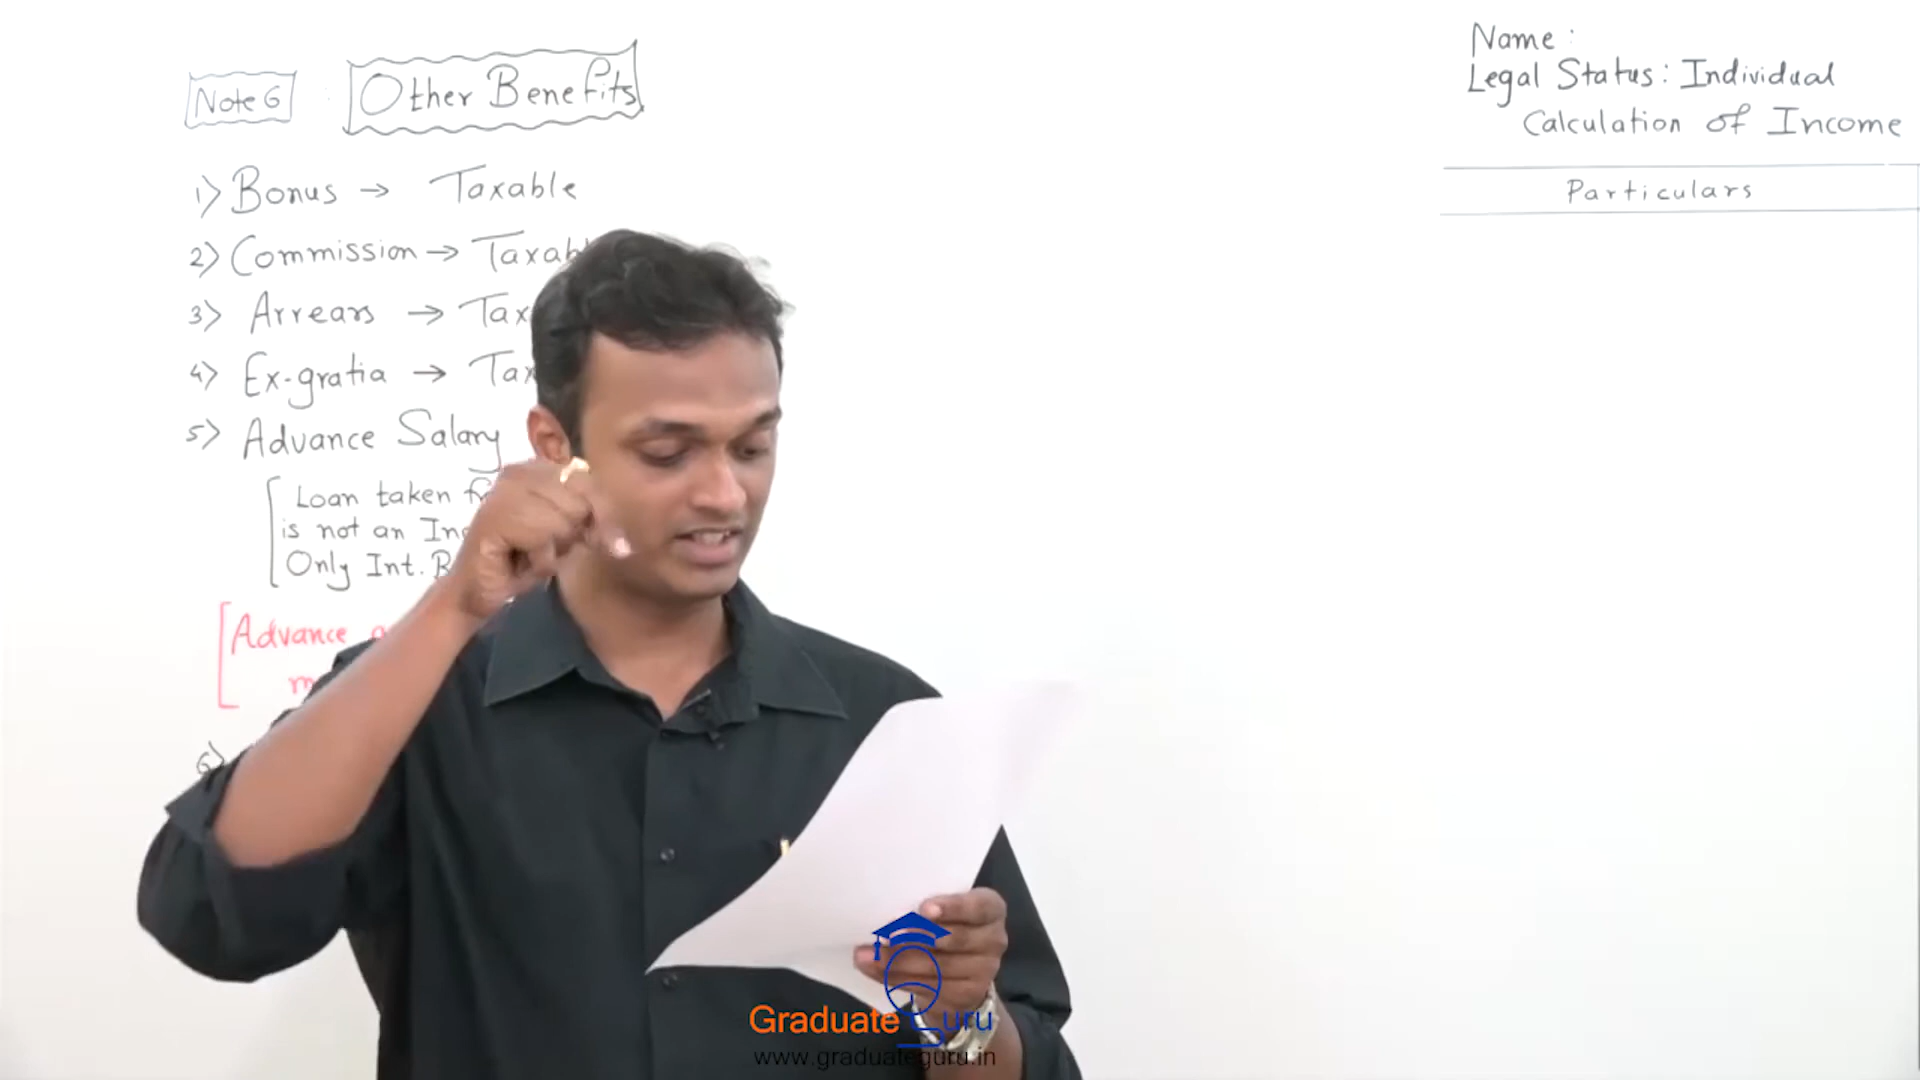 Note 6 : Other Benefits
1) Bonus → Taxable
2) Commission → Taxab
3) Arrears → Tax
4) Ex-gratia → Tax
5) Advance Salary
Loan taken
is not an
Only Int.
Advance
6)
Name :
Legal Status : Individual
Calculation of Income
Particulars
Graduate Guru
www.graduateguru.in